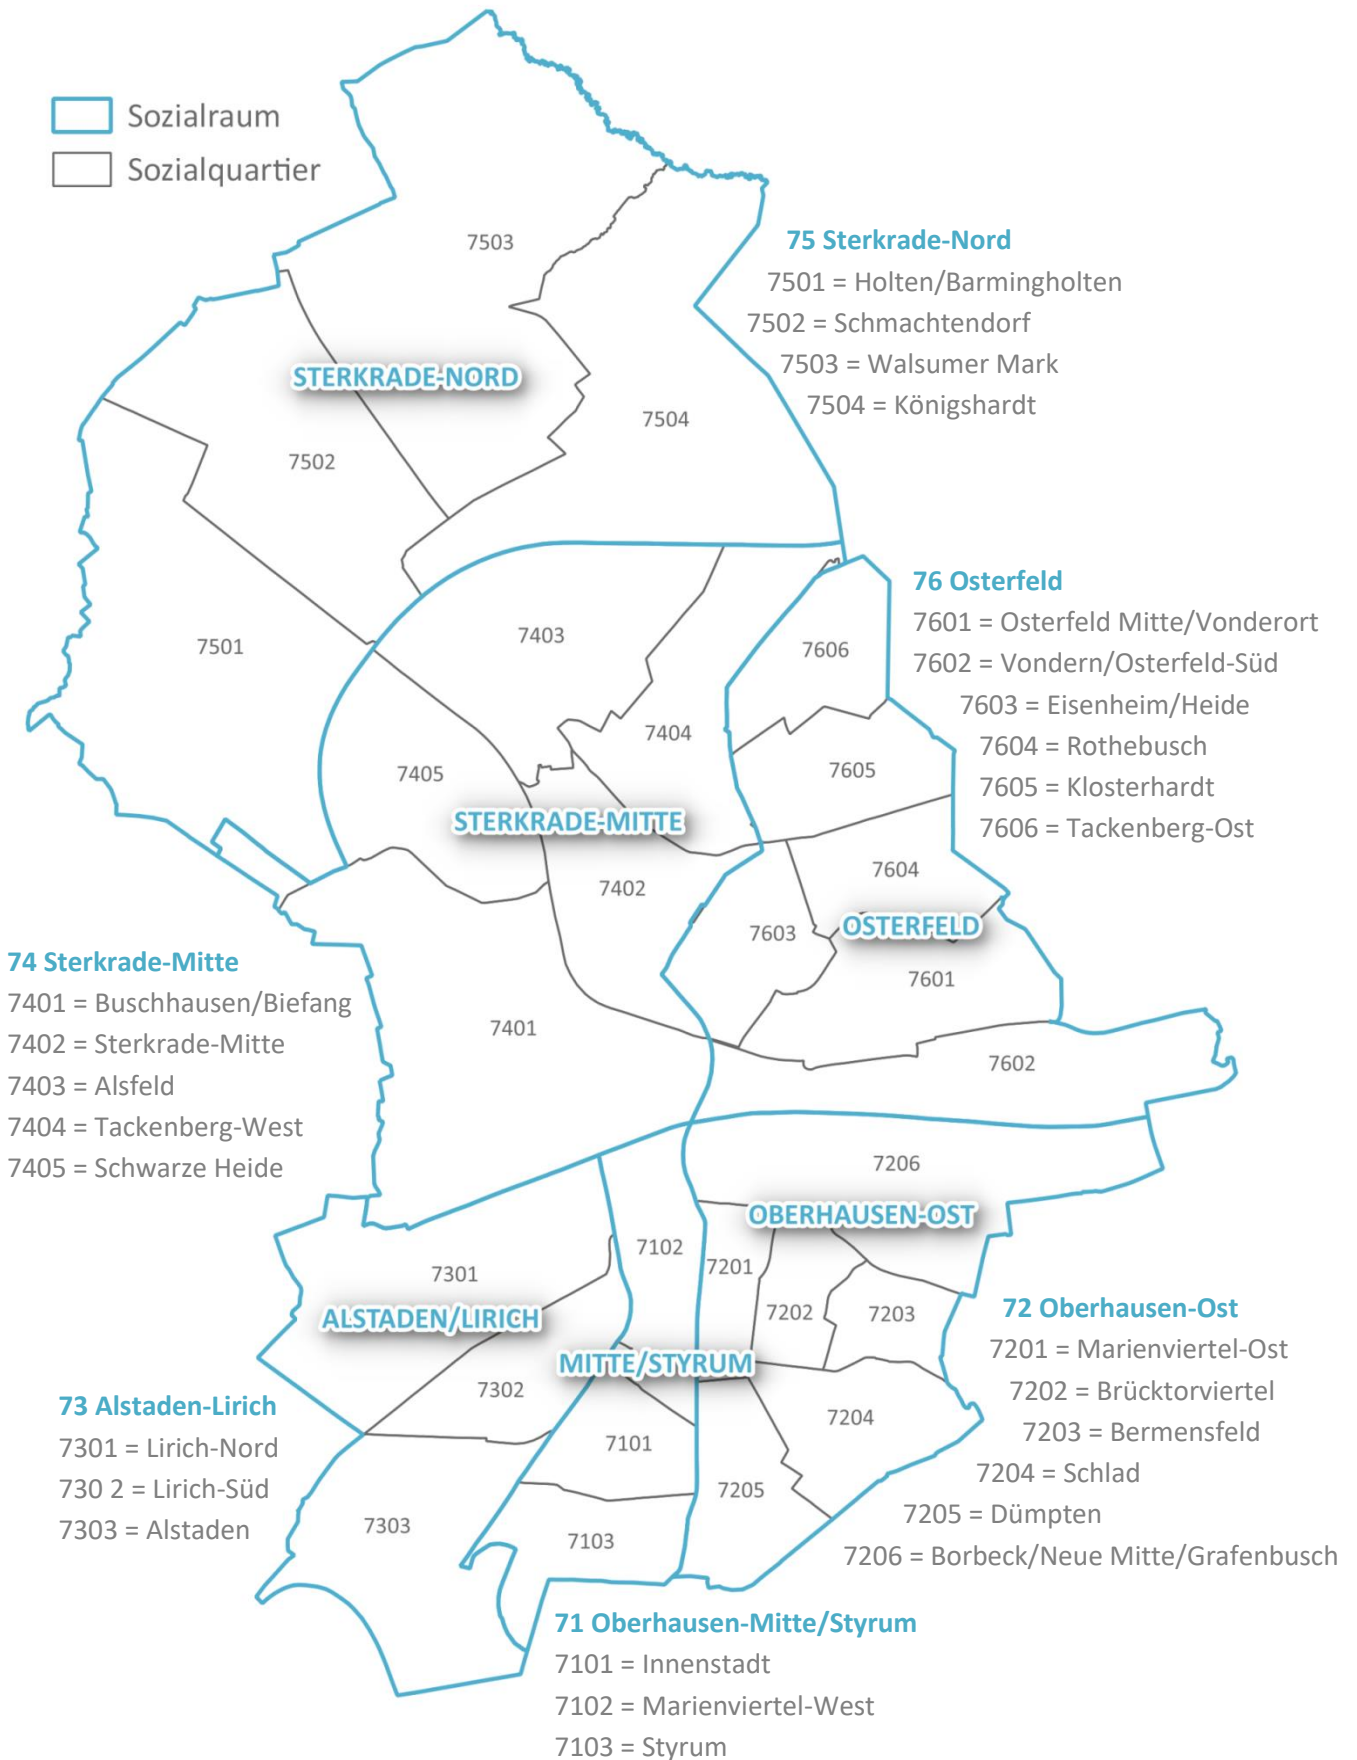 Sozialraum
Sozialquartier
7503
75 Sterkrade-Nord
7501 = Holten/Barmingholten
7502 = Schmachtendorf
7503 = Walsumer Mark
7504 = Königshardt
STERKRADE-NORD
7504
7502
76 Osterfeld
7601 = Osterfeld Mitte/Vonderort
7602 = Vondern/Osterfeld-Süd
7603 = Eisenheim/Heide
7604 = Rothebusch
7605 = Klosterhardt
7606 = Tackenberg-Ost
7403
7501
7606
7404
7405
7605
STERKRADE-MITTE
7402
7604
7603
OSTERFELD
7601
74 Sterkrade-Mitte
7401 = Buschhausen/Biefang
7402 = Sterkrade-Mitte
7403 = Alsfeld
7404 = Tackenberg-West
7405 = Schwarze Heide
7401
7602
7206
OBERHAUSEN-OST
7102
7201
7301
7202
7203
ALSTADEN/LIRICH
MITTE/STYRUM
7302
7204
7101
7205
7303
7103
72 Oberhausen-Ost
7201 = Marienviertel-Ost
7202 = Brücktorviertel
7203 = Bermensfeld
7204 = Schlad
7205 = Dümpten
7206 = Borbeck/Neue Mitte/Grafenbusch
73 Alstaden-Lirich
7301 = Lirich-Nord
730 2 = Lirich-Süd
7303 = Alstaden
71 Oberhausen-Mitte/Styrum
7101 = Innenstadt
7102 = Marienviertel-West
7103 = Styrum